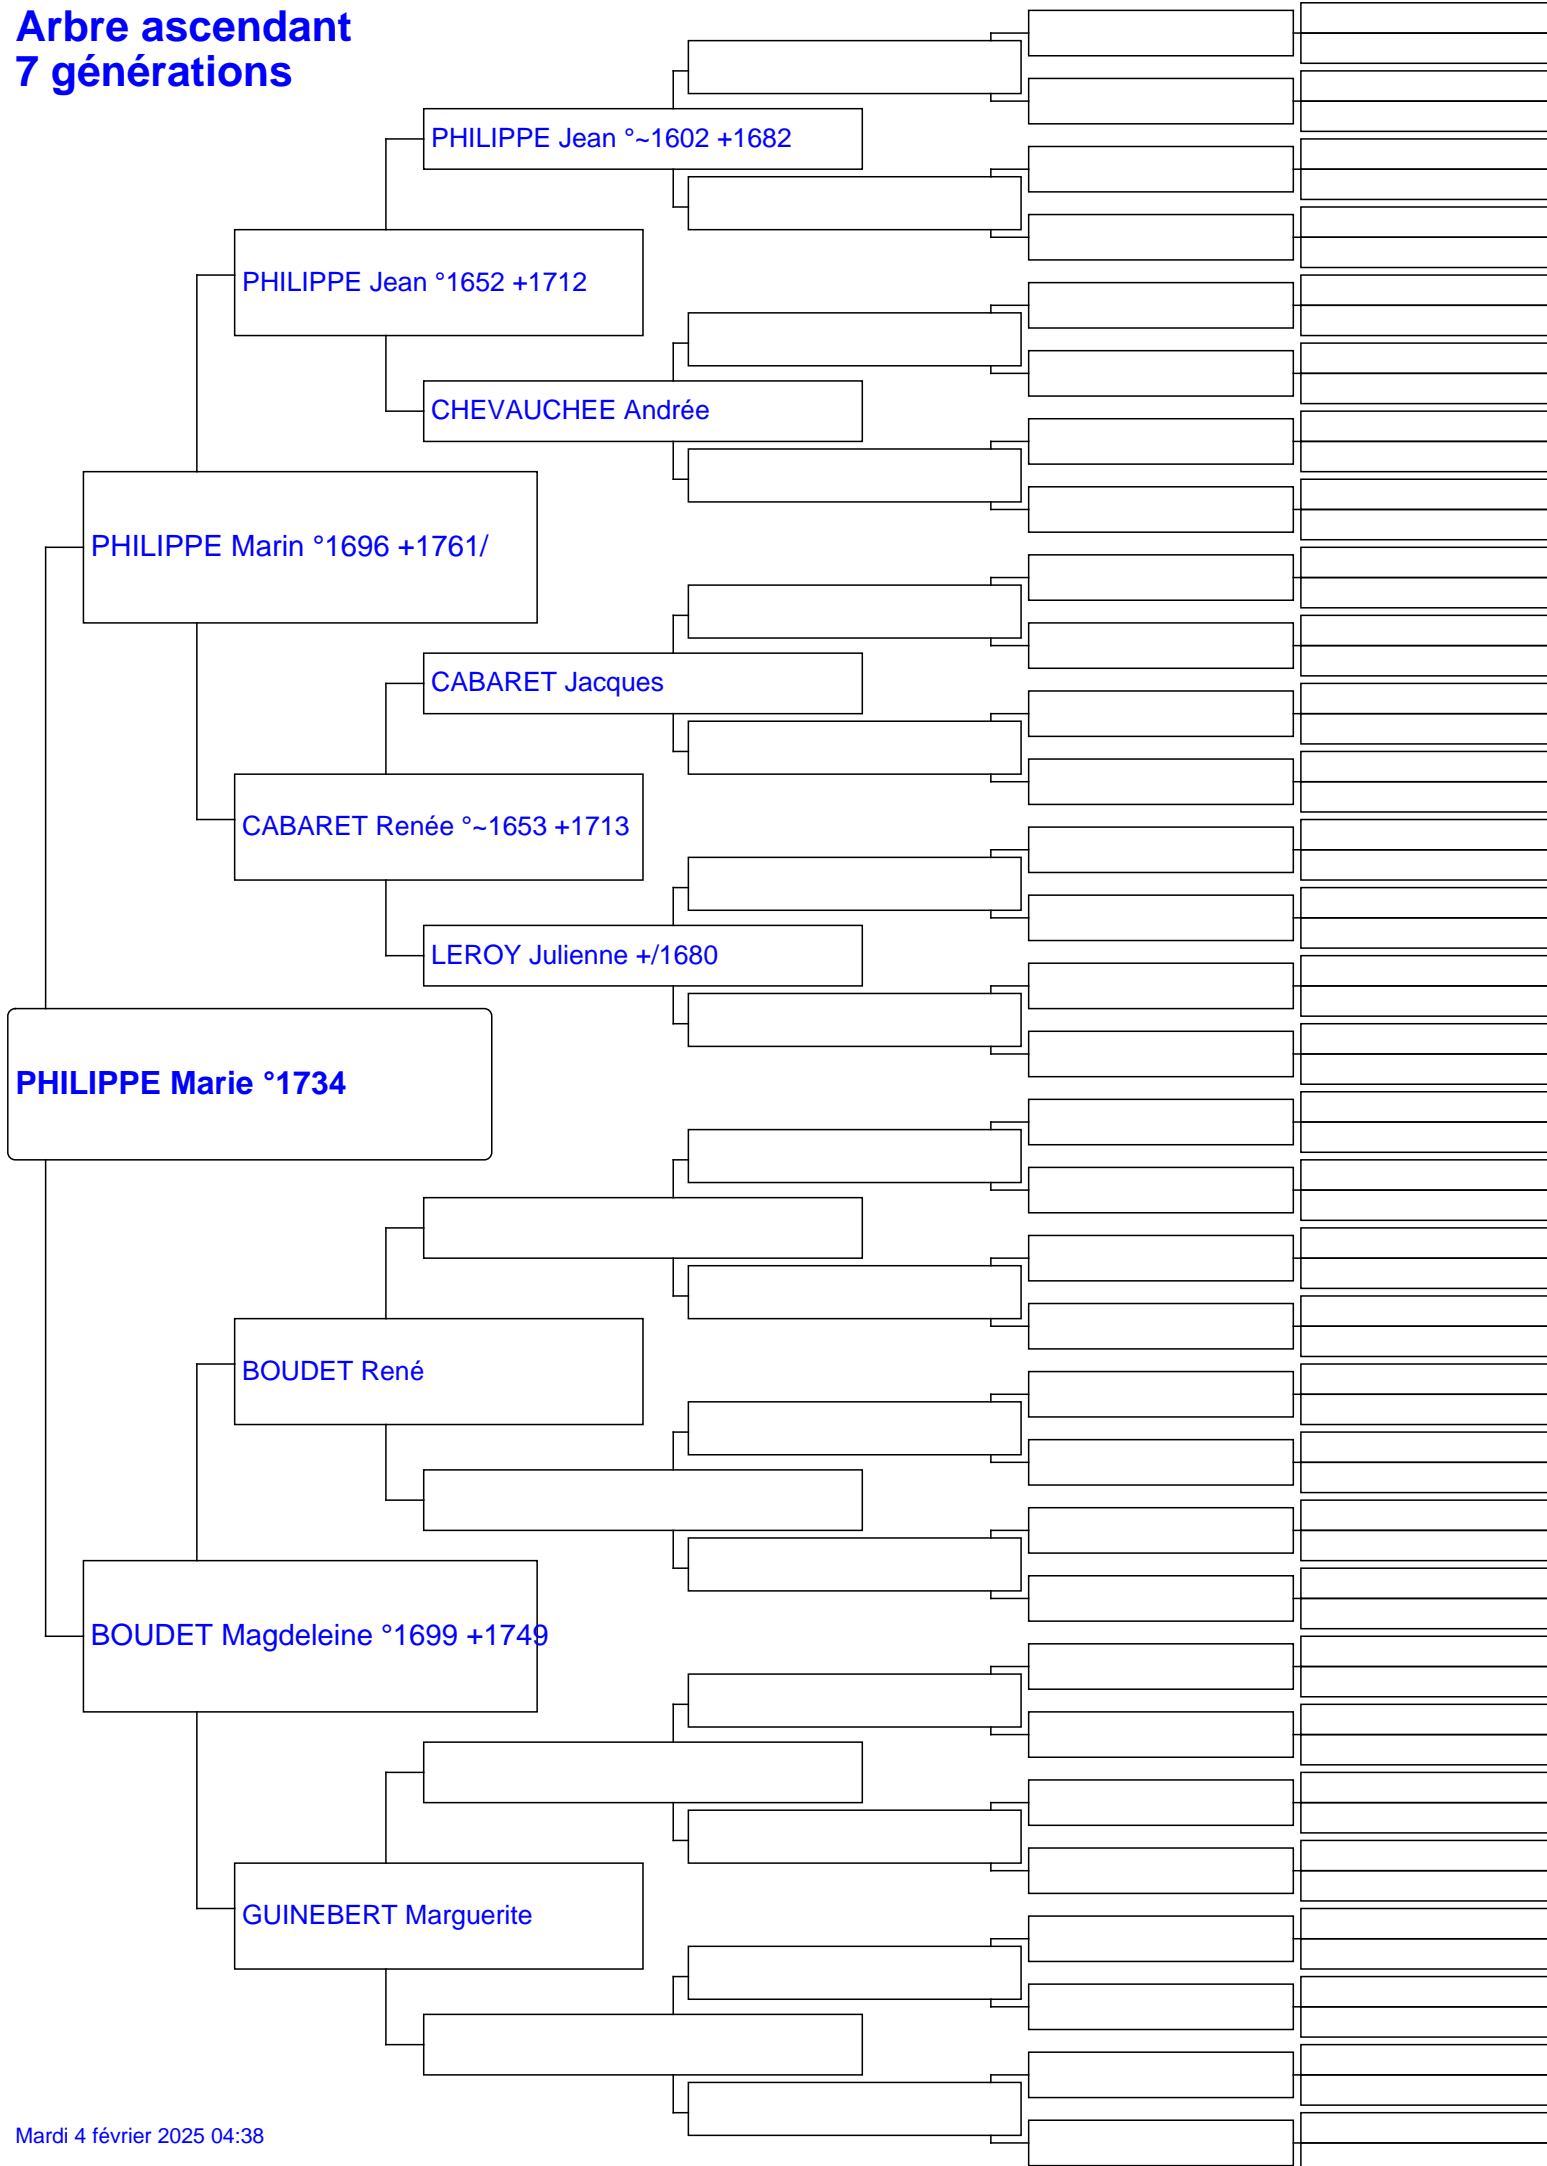 Arbre ascendant
7 générations
PHILIPPE Jean °~1602 +1682
PHILIPPE Jean °1652 +1712
CHEVAUCHEE Andrée
PHILIPPE Marin °1696 +1761/
CABARET Jacques
CABARET Renée °~1653 +1713
LEROY Julienne +/1680
PHILIPPE Marie °1734
BOUDET René
BOUDET Magdeleine °1699 +1749
GUINEBERT Marguerite
Mardi 4 février 2025 04:38